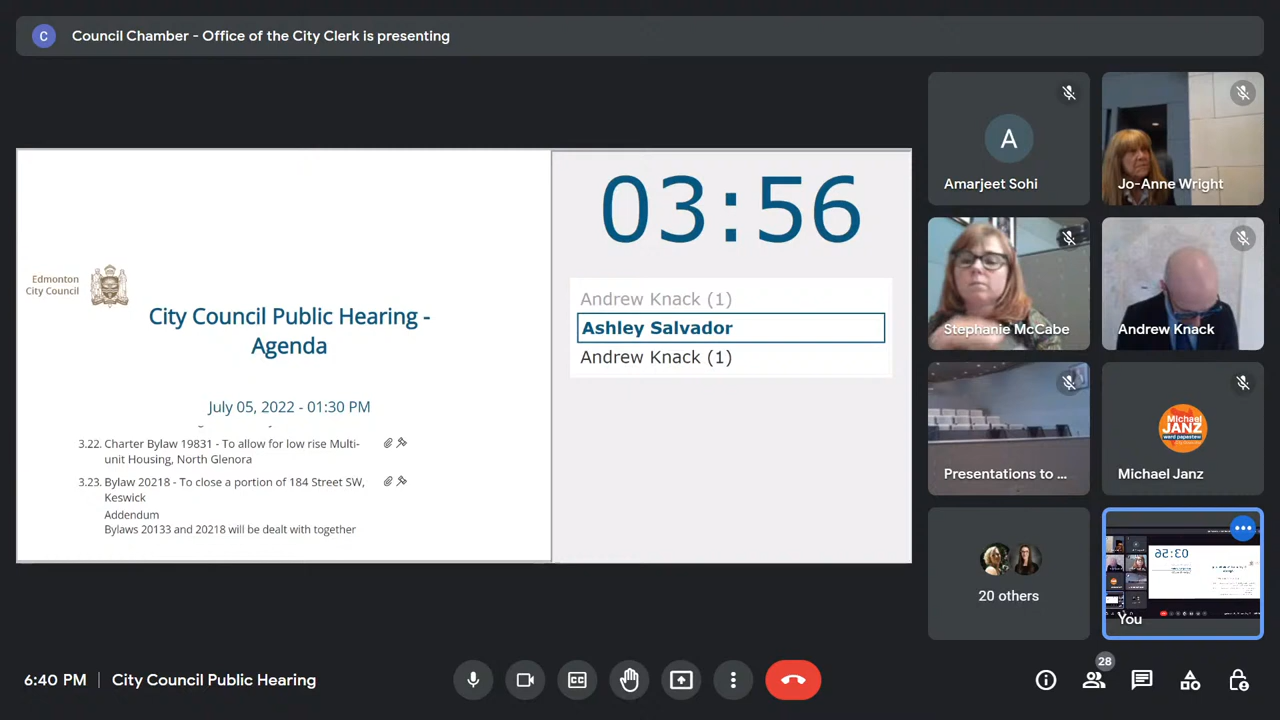 C
Council Chamber - Office of the City Clerk is presenting
Edmonton
City Council
City Council Public Hearing -
Agenda
July 05, 2022 - 01:30 PM
3.22. Charter Bylaw 19831 - To allow for low rise Multi-
unit Housing, North Glenora
3.23. Bylaw 20218 - To close a portion of 184 Street SW,
Keswick
Addendum
Bylaws 20133 and 20218 will be dealt with together
03:56
Andrew Knack (1)
Ashley Salvador
Andrew Knack (1)
A
Amarjeet Sohi
Jo-Anne Wright
Stephanie McCabe
Andrew Knack
Presentations to ...
Michael
JANZ
ward papastew
Michael Janz
20 others
03:56
You
6:40 PM
City Council Public Hearing
28